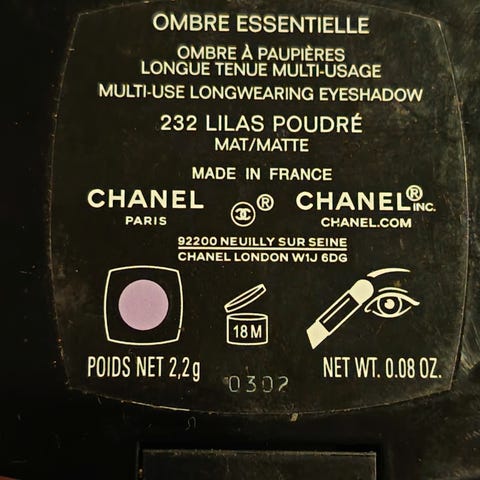 OMBRE ESSENTIELLE
OMBRE À PAUPIÈRES
LONGUE TENUE MULTI-USAGE
MULTI-USE LONGWEARING EYESHADOW
232 LILAS POUDRÉ
MAT/MATTE
MADE IN FRANCE
CHANEL ® CHANEL® INC.
PARIS CHANEL.COM
92200 NEUILLY SUR SEINE
CHANEL LONDON W1J 6DG
18 M
POIDS NET 2,2g NET WT. 0.08 OZ.
0302